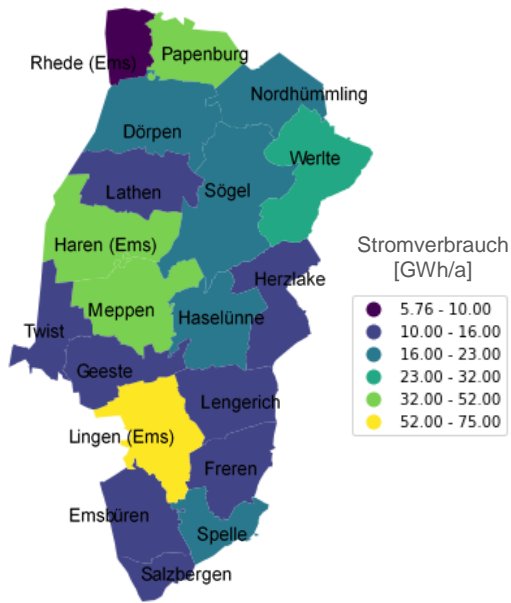 Rhede (Ems)
Papenburg
Nordhümmling
Dörpen
Werlte
Lathen
Sögel
Haren (Ems)
Stromverbrauch
[GWh/a]
Herzlake
Meppen
Haselünne
Twist
Geeste
Lengerich
Lingen (Ems)
Freren
Emsbüren
Spelle
Salzbergen
5.76 - 10.00
10.00 - 16.00
16.00 - 23.00
23.00 - 32.00
32.00 - 52.00
52.00 - 75.00